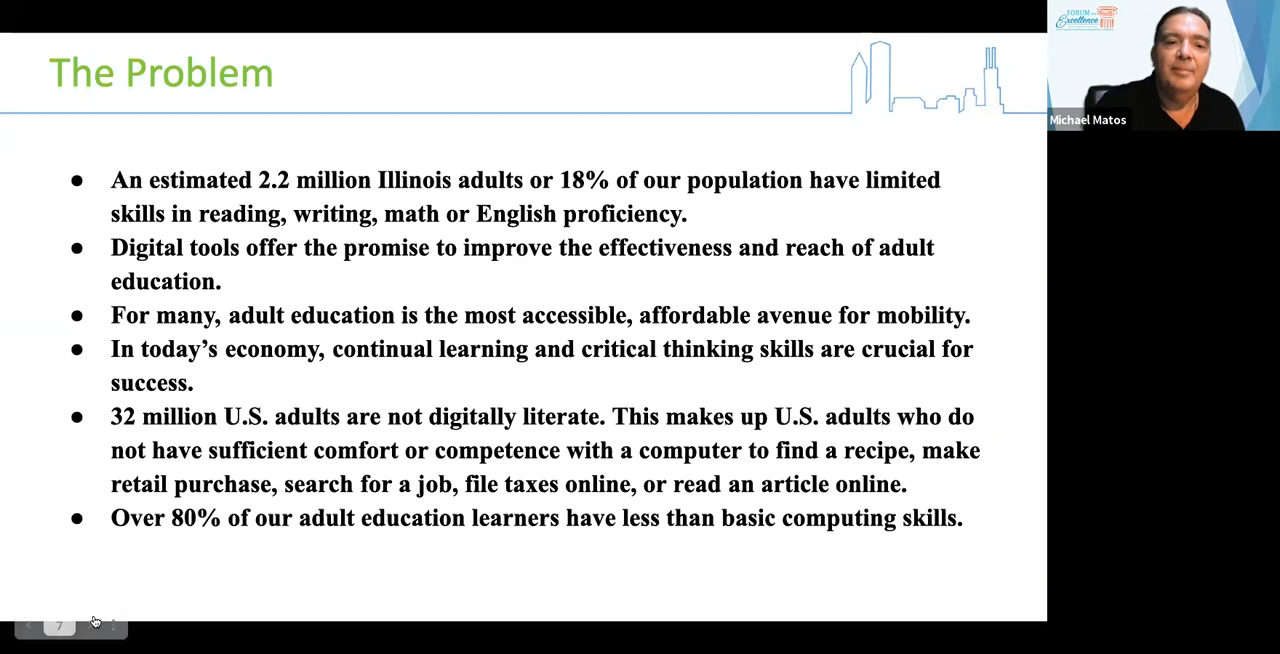 The Problem
● An estimated 2.2 million Illinois adults or 18% of our population have limited
skills in reading, writing, math or English proficiency.
● Digital tools offer the promise to improve the effectiveness and reach of adult
education.
● For many, adult education is the most accessible, affordable avenue for mobility.
● In today’s economy, continual learning and critical thinking skills are crucial for
success.
● 32 million U.S. adults are not digitally literate. This makes up U.S. adults who do
not have sufficient comfort or competence with a computer to find a recipe, make
retail purchase, search for a job, file taxes online, or read an article online.
● Over 80% of our adult education learners have less than basic computing skills.
7
FORUM
Excellence
Michael Matos